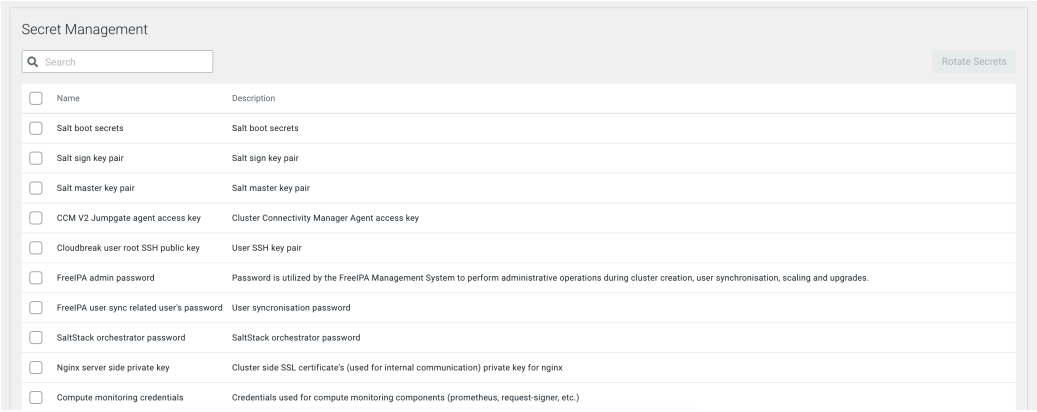 Secret Management
Search
Rotate Secrets
Name Description
Salt boot secrets Salt boot secrets
Salt sign key pair Salt sign key pair
Salt master key pair Salt master key pair
CCM V2 Jumpgate agent access key Cluster Connectivity Manager Agent access key
Cloudbreak user root SSH public key User SSH key pair
FreeIPA admin password Password is utilized by the FreeIPA Management System to perform administrative operations during cluster creation, user synchronisation, scaling and upgrades.
FreeIPA user sync related user's password User syncronisation password
SaltStack orchestrator password SaltStack orchestrator password
Nginx server side private key Cluster side SSL certificate's (used for internal communication) private key for nginx
Compute monitoring credentials Credentials used for compute monitoring components (prometheus, request-signer, etc.)